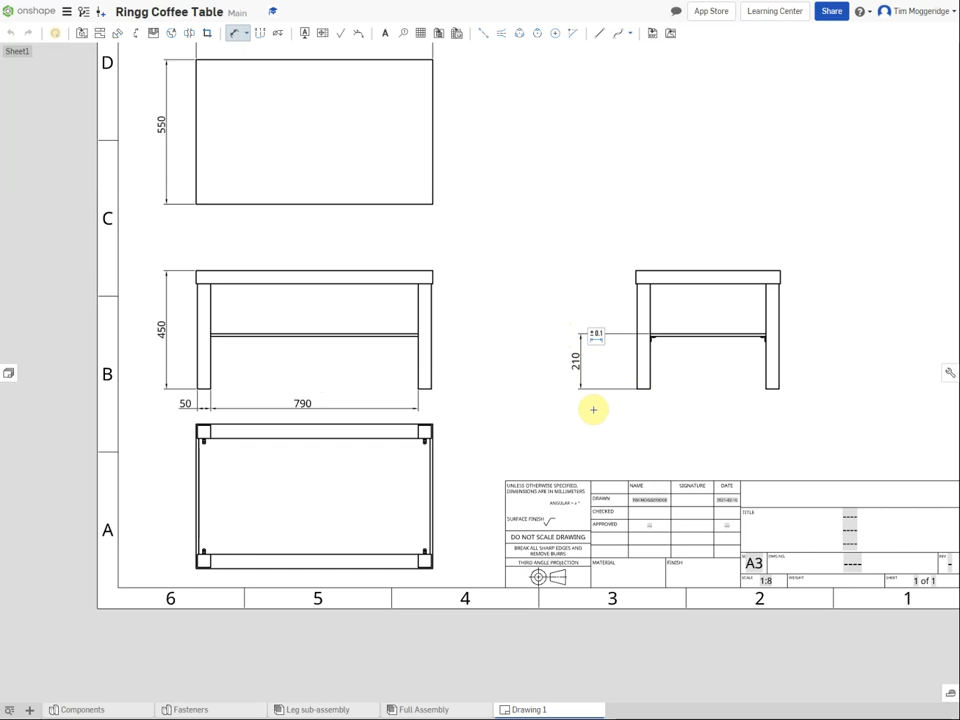 onshape Ringg Coffee Table Main App Store Learning Center Share Tim Moggeridge
Sheet1
D
550
C
450
± 0.1
210
B
50 790
UNLESS OTHERWISE SPECIFIED,
DIMENSIONS ARE IN MILLIMETERS
NAME SIGNATURE DATE
DRAWN
ANGULAR = ± °
CHECKED
TITLE
SURFACE FINISH
APPROVED
A
DO NOT SCALE DRAWING
BREAK ALL SHARP EDGES AND
REMOVE BURRS
THIRD ANGLE PROJECTION
MATERIAL FINISH
A3
SCALE 1:8 WEIGHT SHEET 1 of 1
6 5 4 3 2 1
Components Fasteners Leg sub-assembly Full Assembly Drawing 1